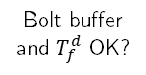 Bolt buffer
and $T_f^d$ OK?